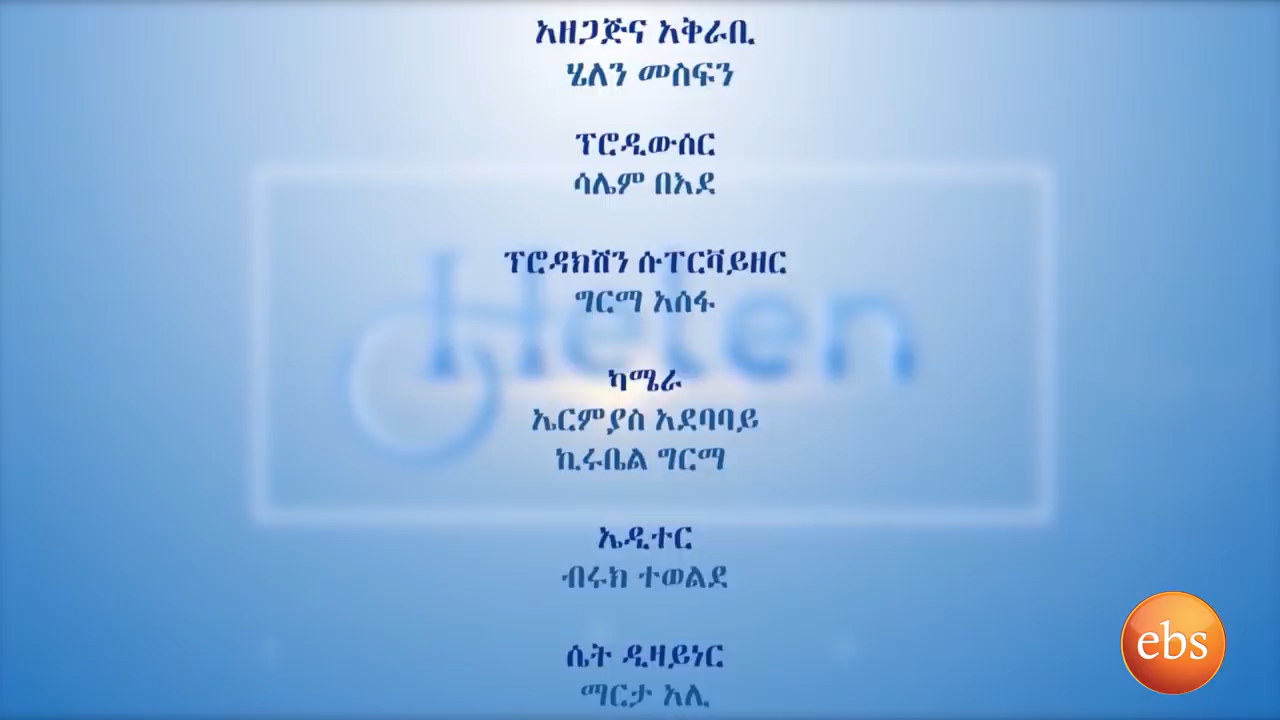 አዘጋጅና አቅራቢ
ሄለን መስፍን
ፕሮዲውሰር
ሳሌም በእደ
ፕሮዳክሽን ሱፐርቫይዘር
ግርማ አሰፋ
Helen
ካሜራ
ኤርምያስ አደባባይ
ኪሩቤል ግርማ
ኤዲተር
ብሩክ ተወልደ
ሴት ዲዛይነር
ማርታ አሊ
ebs